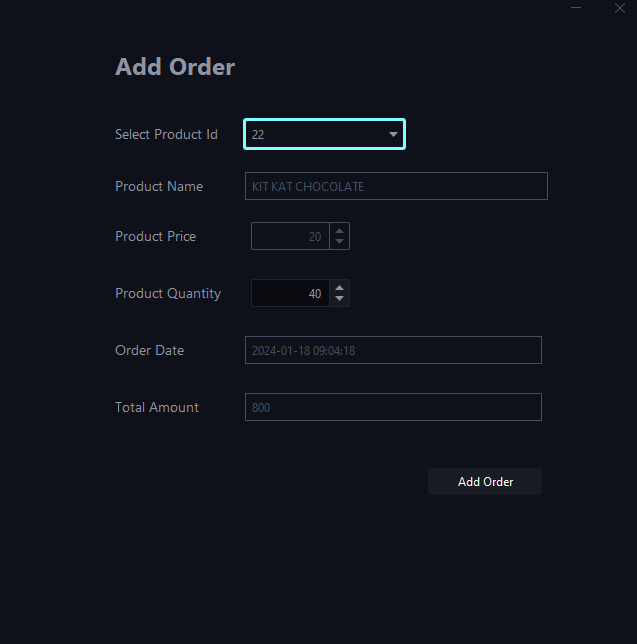 Add Order
Select Product Id 22
Product Name KIT KAT CHOCOLATE
Product Price 20
Product Quantity 40
Order Date 2024-01-18 09:04:18
Total Amount 800
Add Order